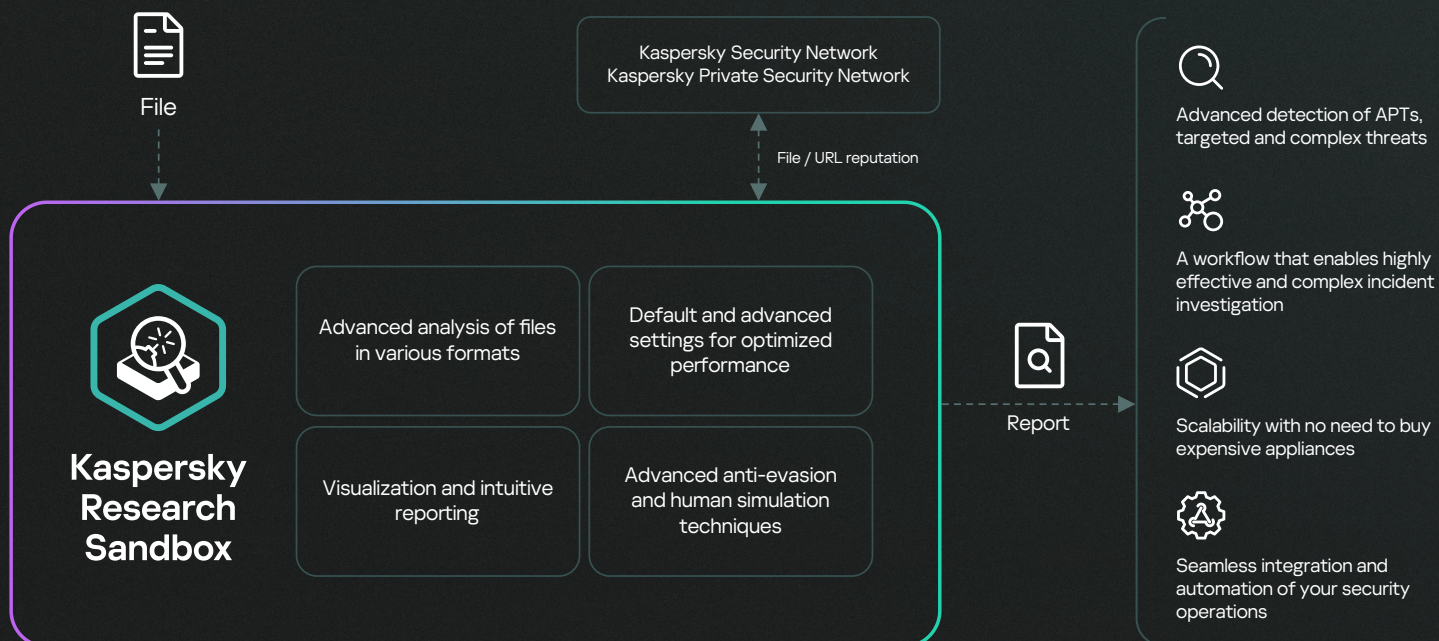 File
Kaspersky Security Network
Kaspersky Private Security Network
File / URL reputation
Kaspersky
Research
Sandbox
Advanced analysis of files
in various formats
Default and advanced
settings for optimized
performance
Visualization and intuitive
reporting
Advanced anti-evasion
and human simulation
techniques
Report
Advanced detection of APTs,
targeted and complex threats
A workflow that enables highly
effective and complex incident
investigation
Scalability with no need to buy
expensive appliances
Seamless integration and
automation of your security
operations